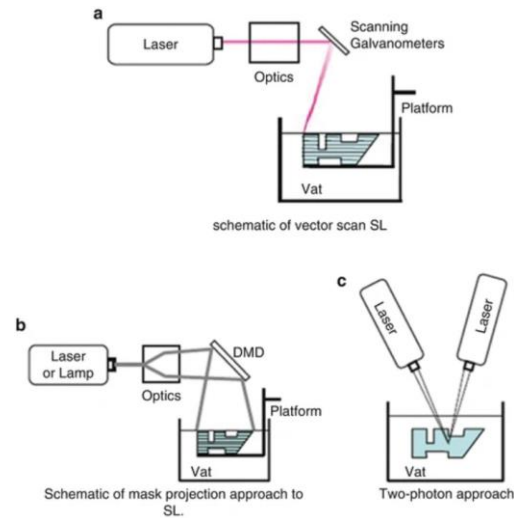 a
Laser
Optics
Scanning
Galvanometers
Platform
Vat
schematic of vector scan SL
b
Laser
or Lamp
Optics
DMD
Platform
Vat
Schematic of mask projection approach to
SL.
c
Laser
Laser
Vat
Two-photon approach